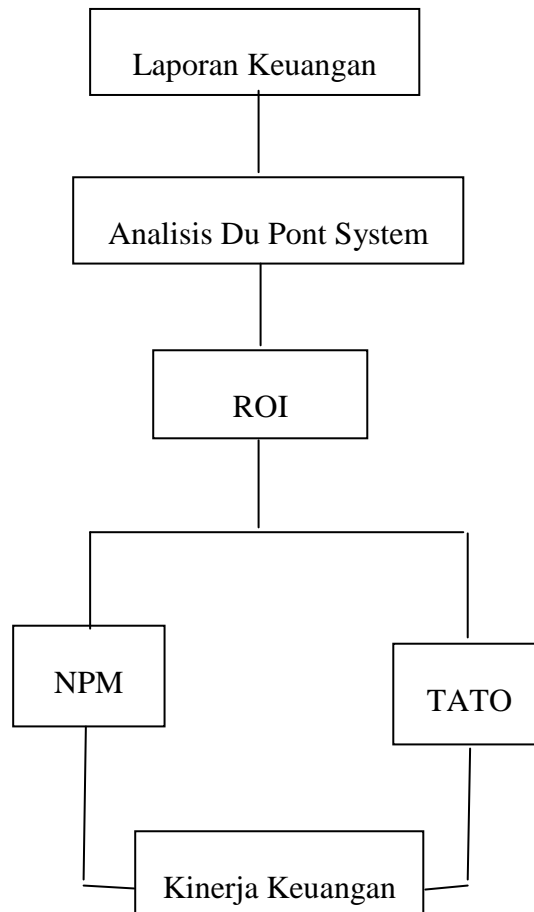 Laporan Keuangan
Analisis Du Pont System
ROI
NPM
TATO
Kinerja Keuangan